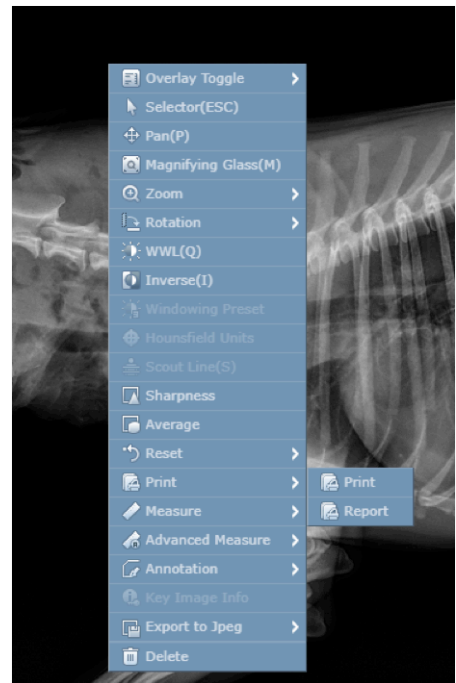 Overlay Toggle
Selector(ESC)
Pan(P)
Magnifying Glass(M)
Zoom
Rotation
WWL(Q)
Inverse(I)
Windowing Preset
Hounsfield Units
Scout Line(S)
Sharpness
Average
Reset
Print
Print
Measure
Report
Advanced Measure
Annotation
Key Image Info
Export to Jpeg
Delete